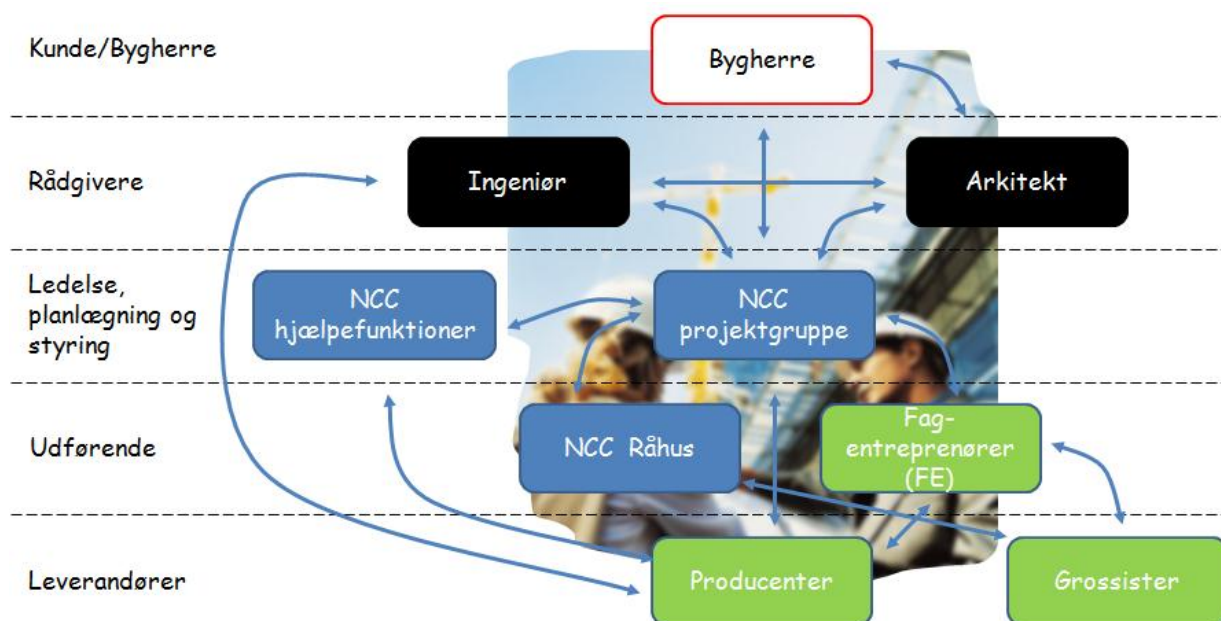 Kunde/Bygherre
Bygherre
Rådgivere
Ingeniør
Arkitekt
Ledelse,
planlægning og
styring
NCC
hjælpefunktioner
NCC
projektgruppe
Udførende
NCC Råhus
Fag-
entreprenører
(FE)
Leverandører
Producenter
Grossister